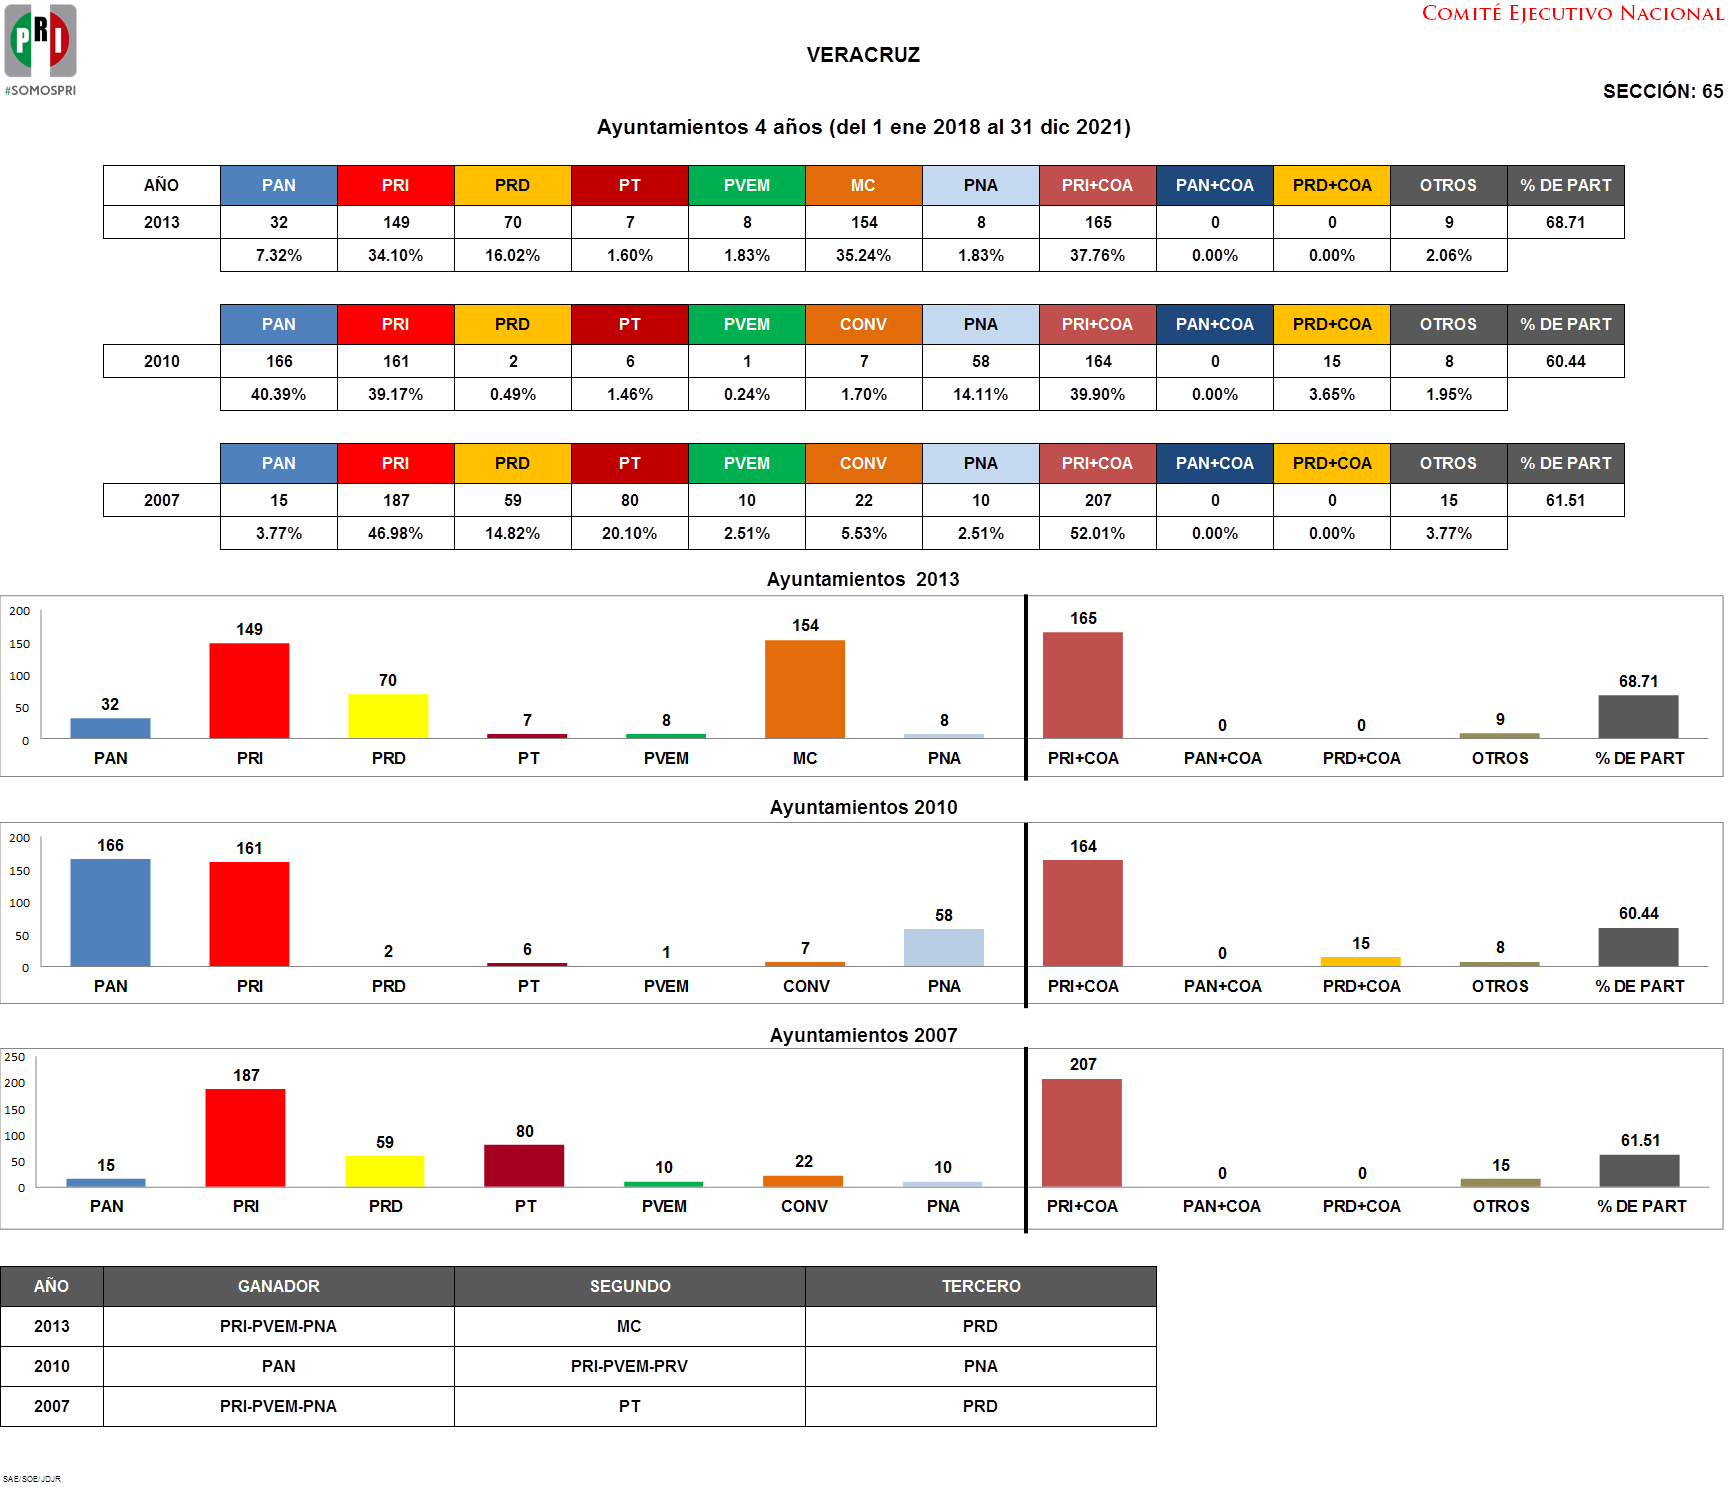 PRI
#SOMOSPRI
COMITÉ EJECUTIVO NACIONAL
VERACRUZ
SECCIÓN: 65
Ayuntamientos 4 años (del 1 ene 2018 al 31 dic 2021)
AÑO PAN PRI PRD PT PVEM MC PNA PRI+COA PAN+COA PRD+COA OTROS % DE PART
2013 32 149 70 7 8 154 8 165 0 0 9 68.71
7.32% 34.10% 16.02% 1.60% 1.83% 35.24% 1.83% 37.76% 0.00% 0.00% 2.06%
PAN PRI PRD PT PVEM CONV PNA PRI+COA PAN+COA PRD+COA OTROS % DE PART
2010 166 161 2 6 1 7 58 164 0 15 8 60.44
40.39% 39.17% 0.49% 1.46% 0.24% 1.70% 14.11% 39.90% 0.00% 3.65% 1.95%
PAN PRI PRD PT PVEM CONV PNA PRI+COA PAN+COA PRD+COA OTROS % DE PART
2007 15 187 59 80 10 22 10 207 0 0 15 61.51
3.77% 46.98% 14.82% 20.10% 2.51% 5.53% 2.51% 52.01% 0.00% 0.00% 3.77%
Ayuntamientos 2013
200
150
100
50
0
32 149 70 7 8 154 8 165 0 0 9 68.71
PAN PRI PRD PT PVEM MC PNA PRI+COA PAN+COA PRD+COA OTROS % DE PART
Ayuntamientos 2010
200
150
100
50
0
166 161 2 6 1 7 58 164 0 15 8 60.44
PAN PRI PRD PT PVEM CONV PNA PRI+COA PAN+COA PRD+COA OTROS % DE PART
Ayuntamientos 2007
250
200
150
100
50
0
15 187 59 80 10 22 10 207 0 0 15 61.51
PAN PRI PRD PT PVEM CONV PNA PRI+COA PAN+COA PRD+COA OTROS % DE PART
AÑO GANADOR SEGUNDO TERCERO
2013 PRI-PVEM-PNA MC PRD
2010 PAN PRI-PVEM-PRV PNA
2007 PRI-PVEM-PNA PT PRD
SAE/SOE/JDJR